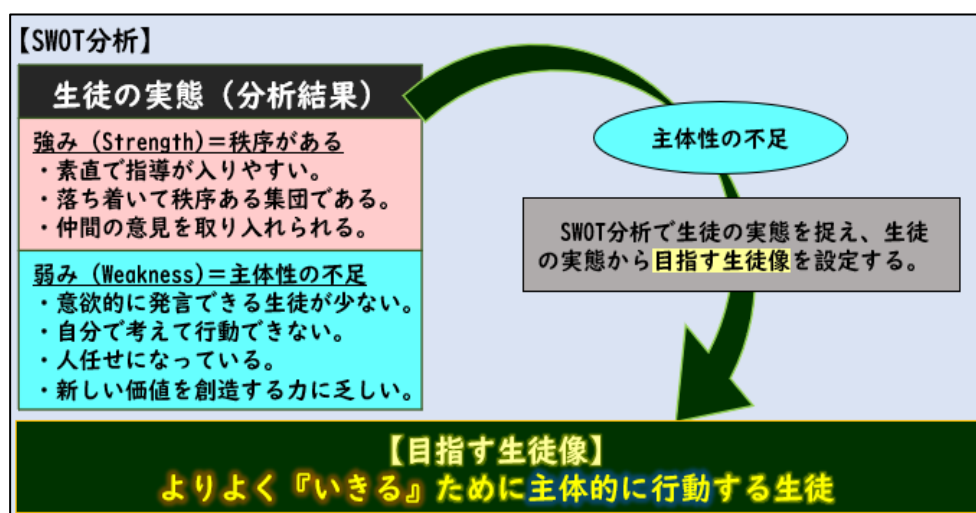 【SWOT分析】
生徒の実態（分析結果）
強み (Strength)＝秩序がある
・素直で指導が入りやすい。
・落ち着いて秩序ある集団である。
・仲間の意見を取り入れられる。
弱み (Weakness)＝主体性の不足
・意欲的に発言できる生徒が少ない。
・自分で考えて行動できない。
・人任せになっている。
・新しい価値を創造する力に乏しい。
主体性の不足
SWOT分析で生徒の実態を捉え、生徒
の実態から目指す生徒像を設定する。
【目指す生徒像】
よりよく『いきる』ために主体的に行動する生徒